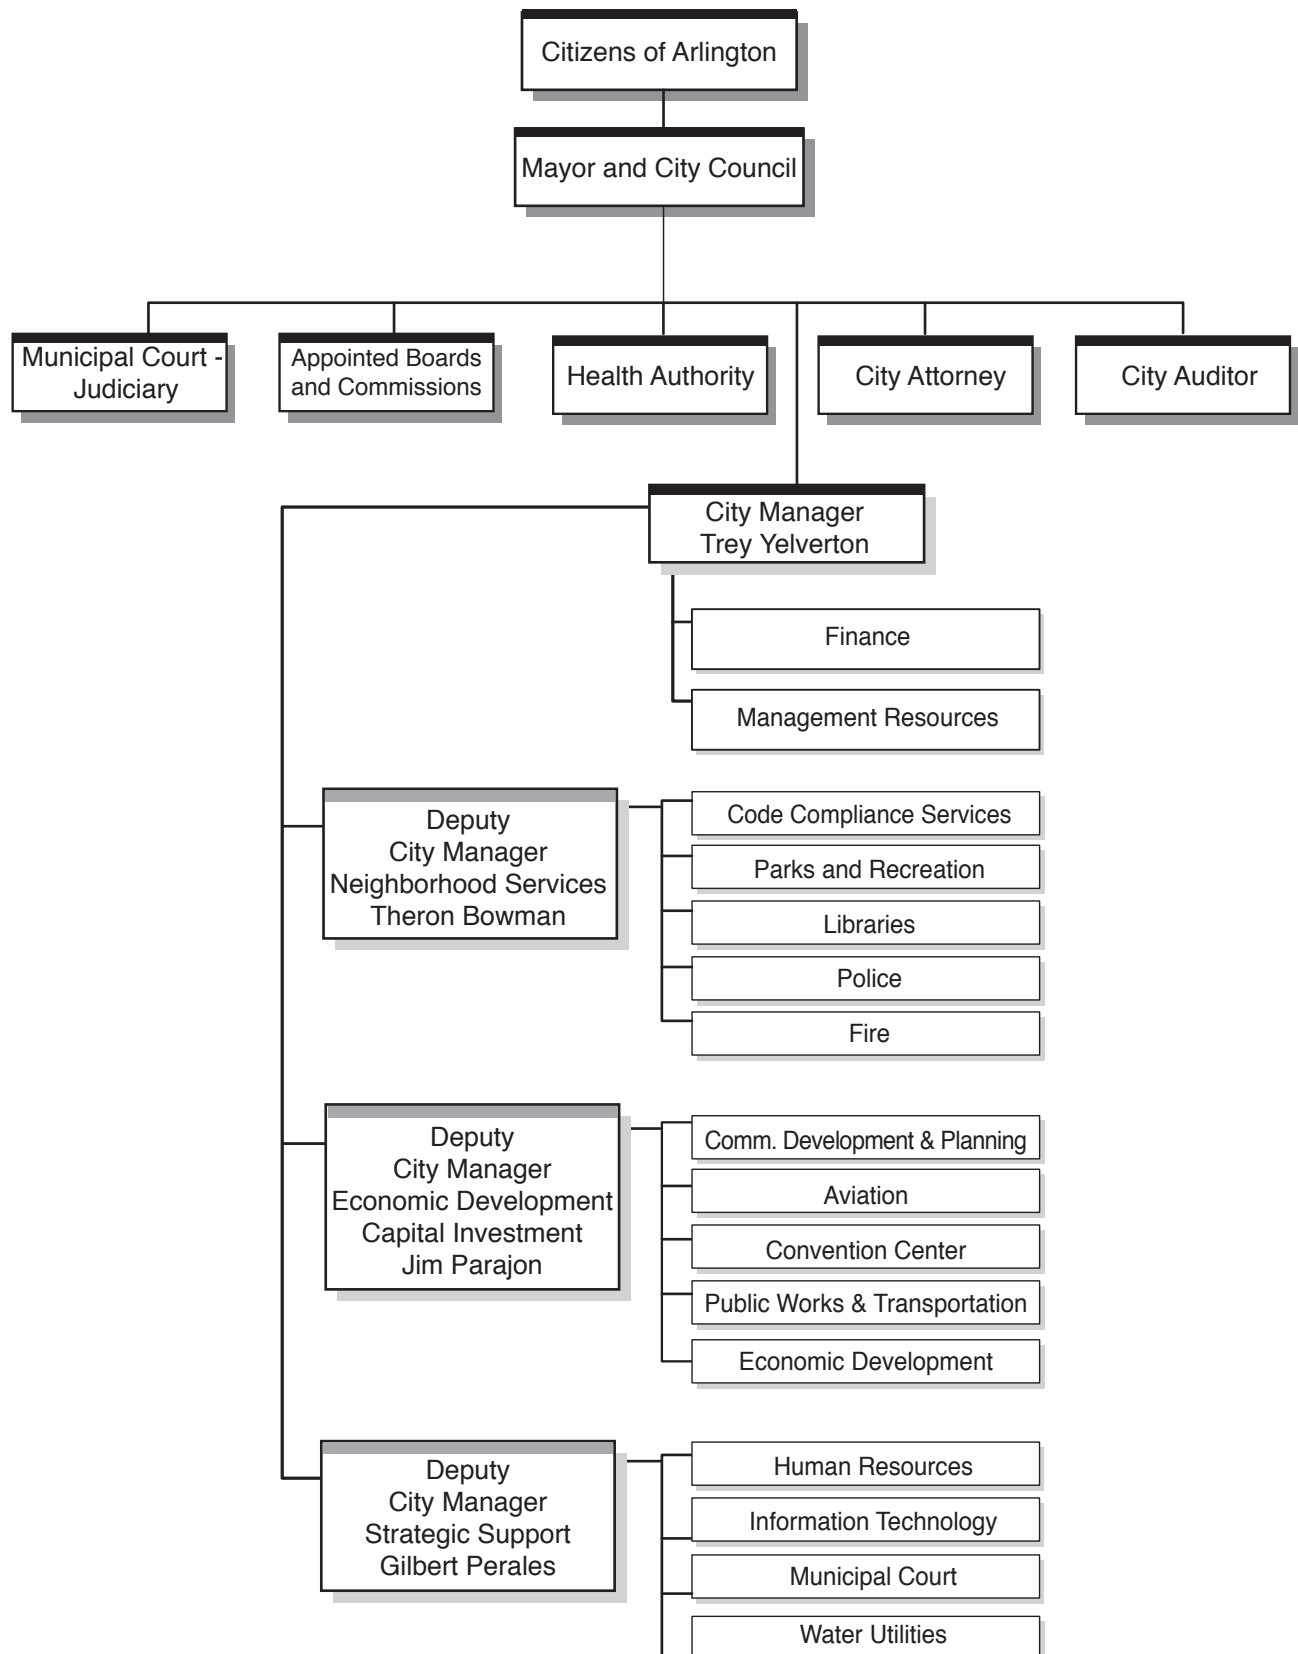 Citizens of Arlington
Mayor and City Council
Municipal Court -
Judiciary
Appointed Boards
and Commissions
Health Authority
City Attorney
City Auditor
City Manager
Trey Yelverton
Finance
Management Resources
Deputy
City Manager
Neighborhood Services
Theron Bowman
Code Compliance Services
Parks and Recreation
Libraries
Police
Fire
Deputy
City Manager
Economic Development
Capital Investment
Jim Parajon
Comm. Development & Planning
Aviation
Convention Center
Public Works & Transportation
Economic Development
Deputy
City Manager
Strategic Support
Gilbert Perales
Human Resources
Information Technology
Municipal Court
Water Utilities